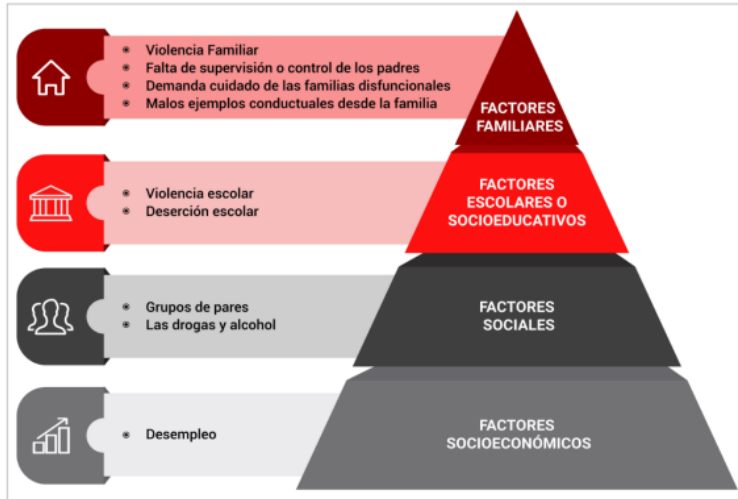 Violencia Familiar
Falta de supervisión o control de los padres
Demanda cuidado de las familias disfuncionales
Malos ejemplos conductuales desde la familia
FACTORES
FAMILIARES
Violencia escolar
Deserción escolar
FACTORES
ESCOLARES O
SOCIOEDUCATIVOS
Grupos de pares
Las drogas y alcohol
FACTORES
SOCIALES
Desempleo
FACTORES
SOCIOECONÓMICOS